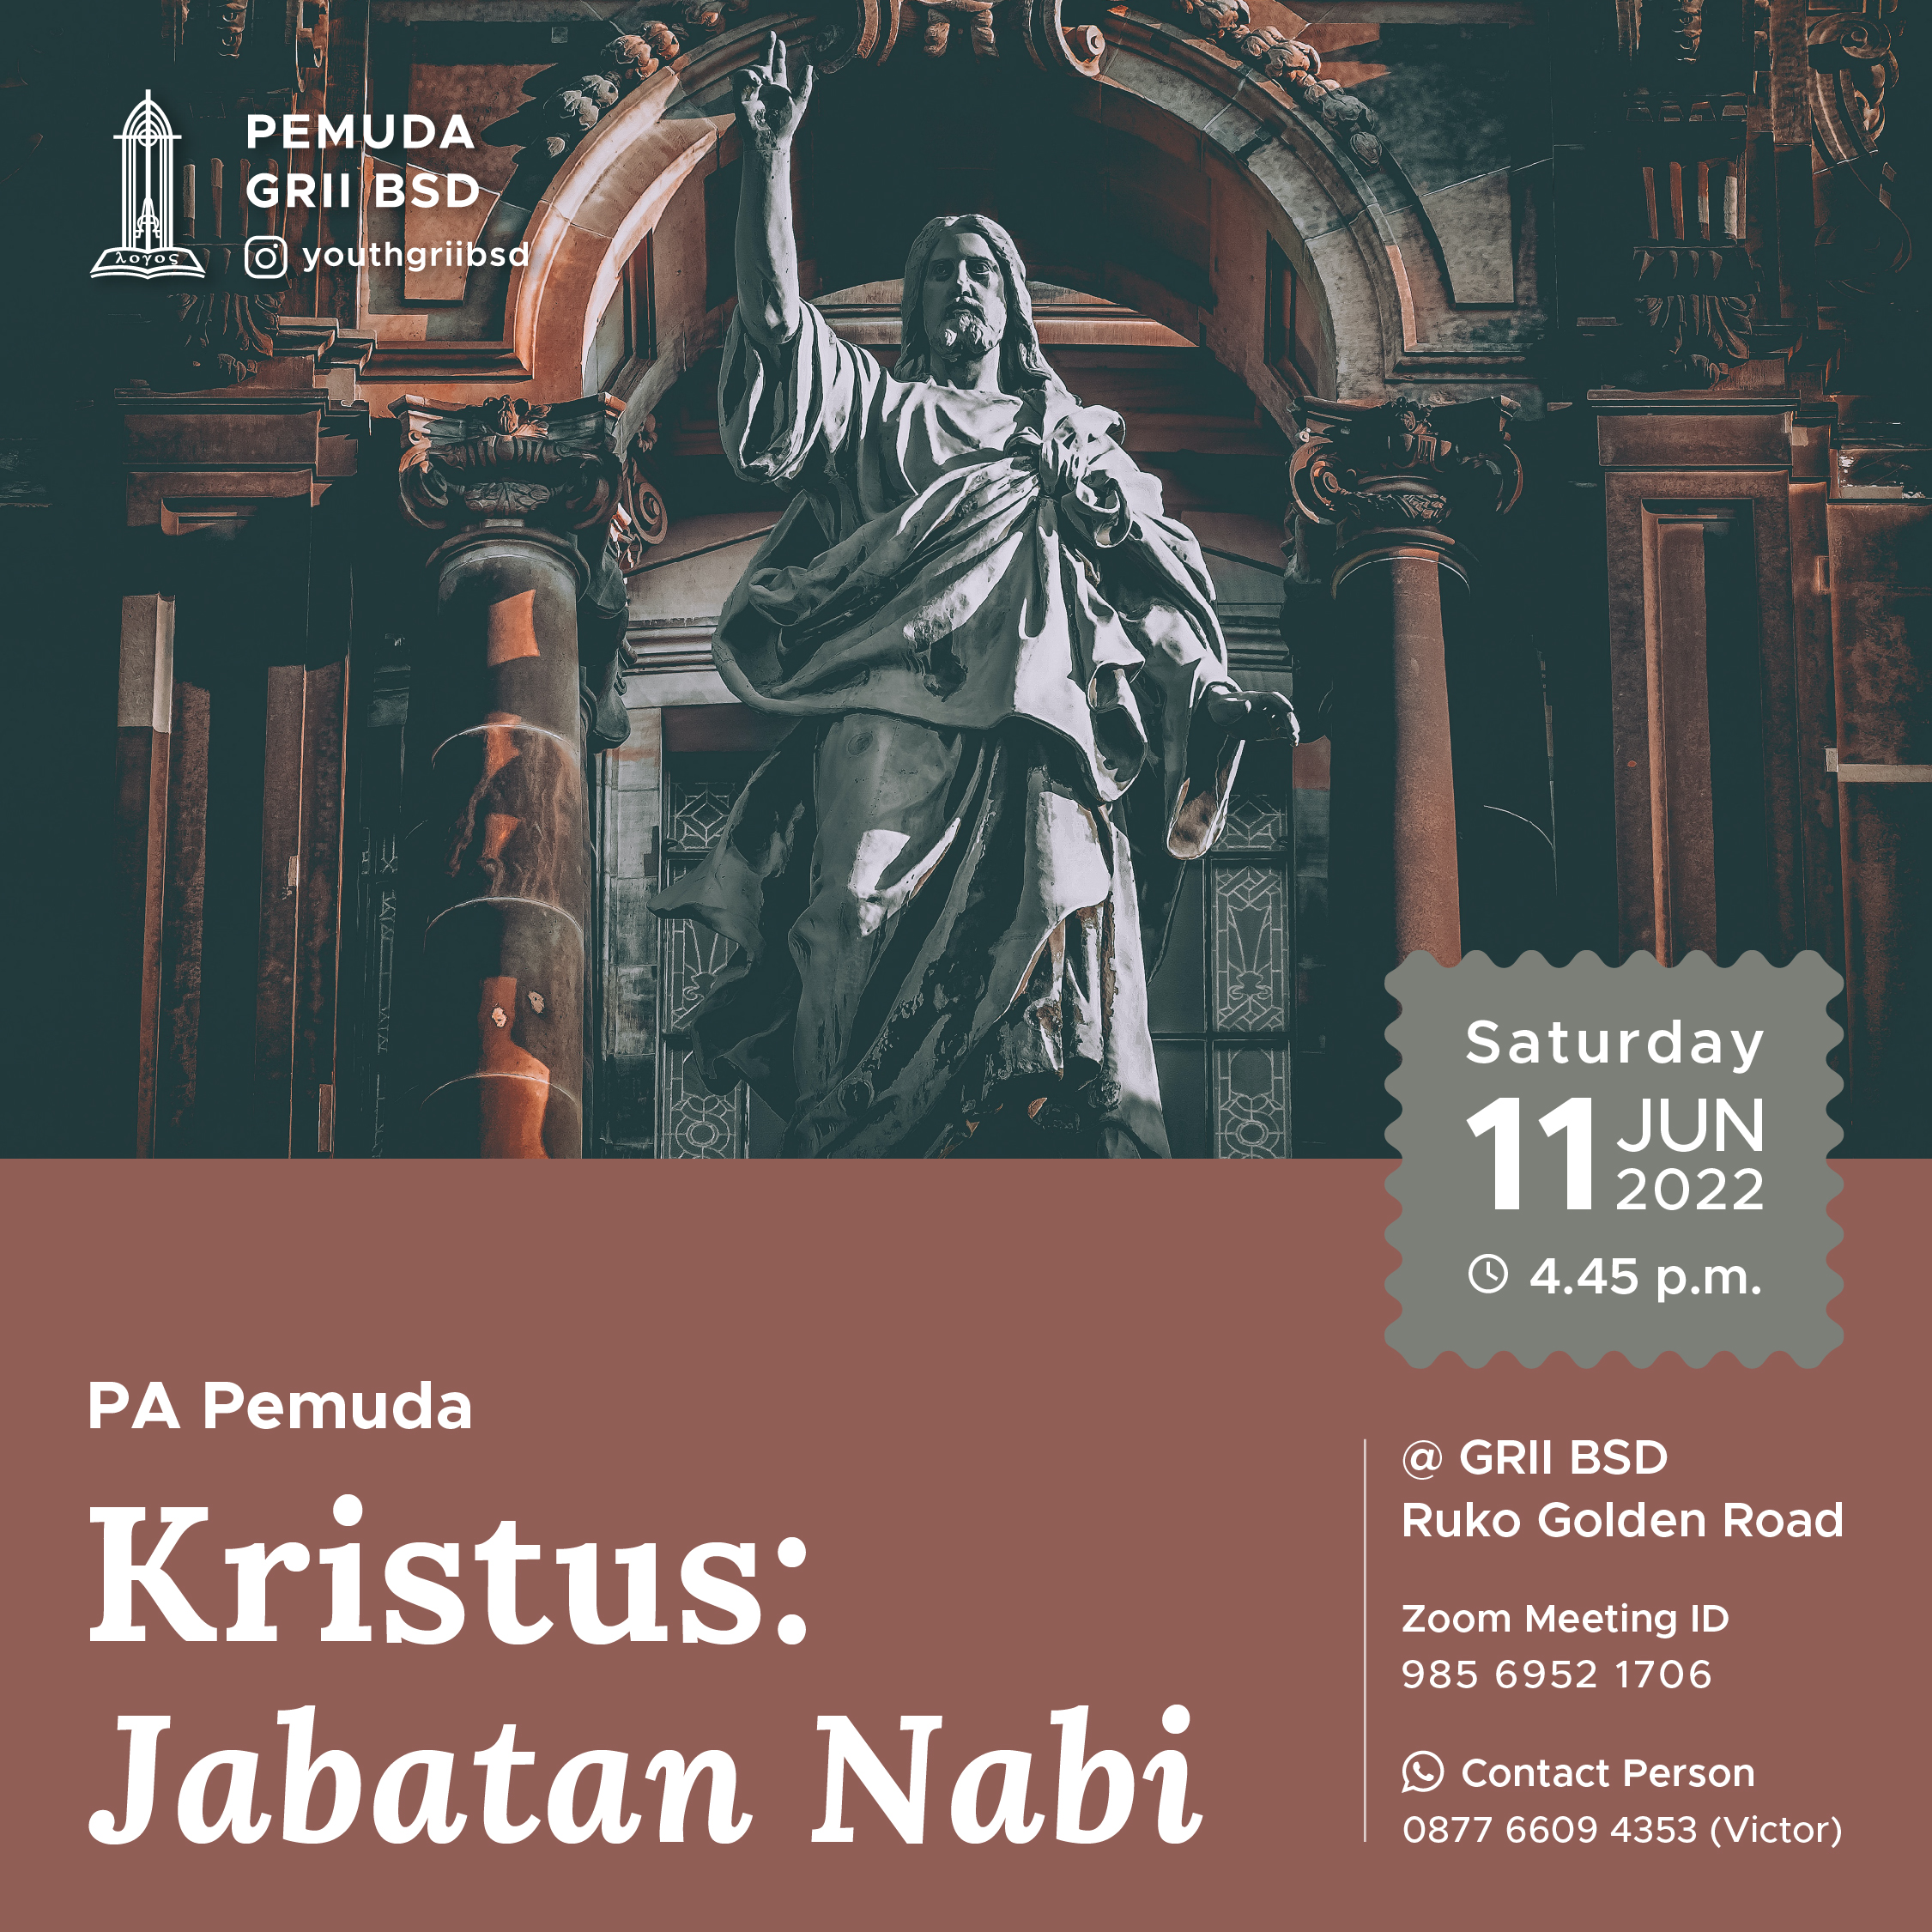 PEMUDA
GRII BSD
youthgriibsd
λογος
Saturday
11 JUN
2022
4.45 p.m.
PA Pemuda
Kristus:
Jabatan Nabi
@ GRII BSD
Ruko Golden Road
Zoom Meeting ID
985 6952 1706
Contact Person
0877 6609 4353 (Victor)